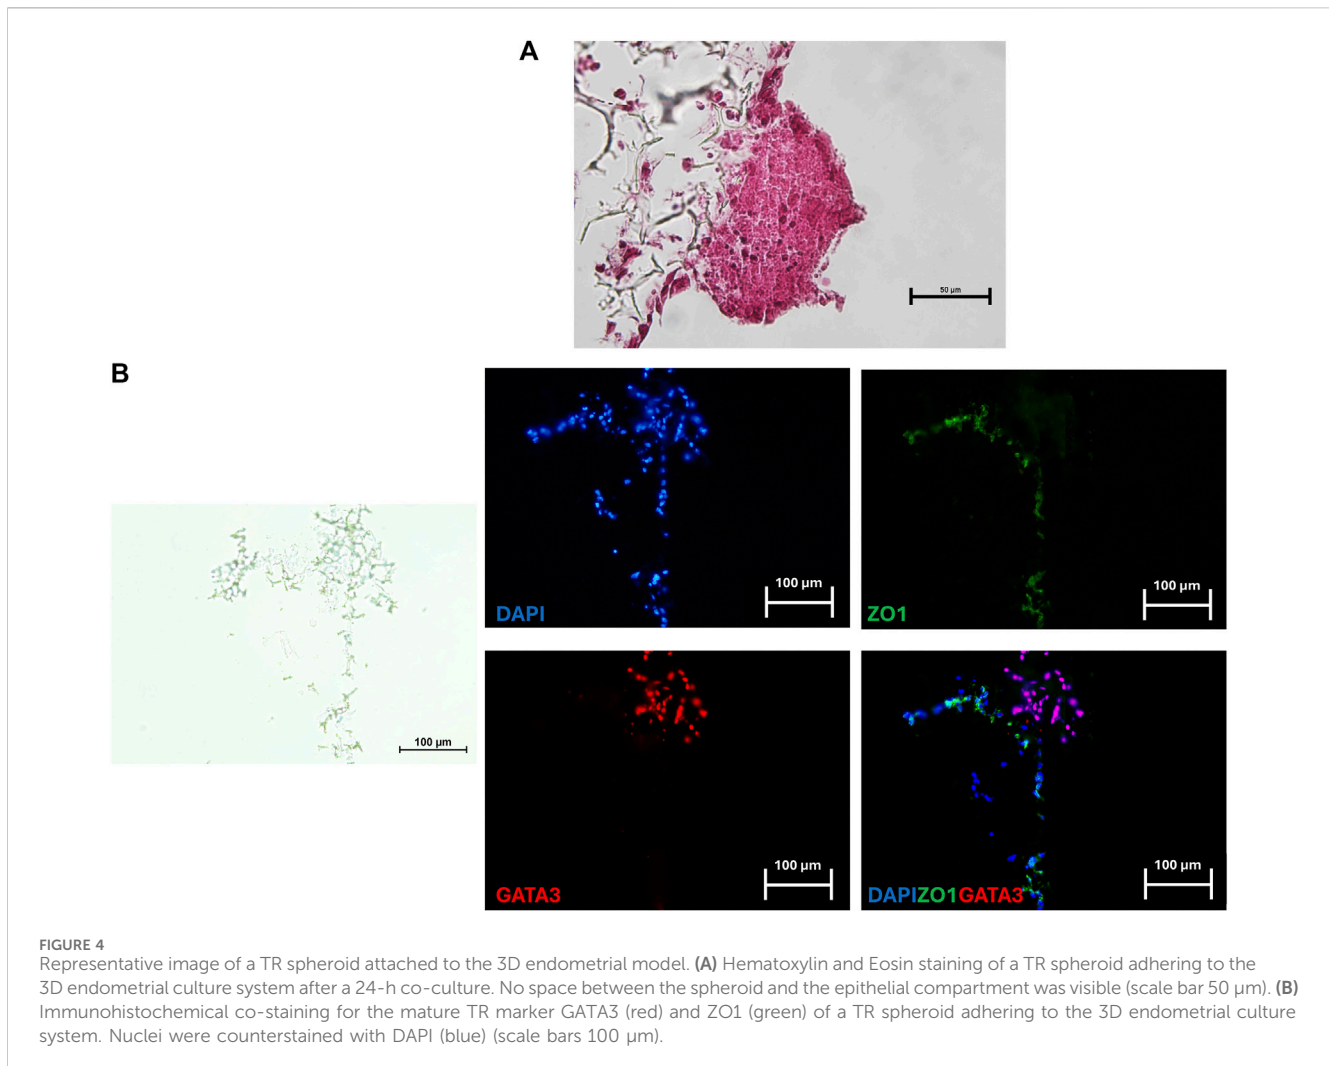 A
50 µm
B
DAPI
100 µm
ZO1
100 µm
100 µm
GATA3
100 µm
DAPIZO1GATA3
100 µm
FIGURE 4
Representative image of a TR spheroid attached to the 3D endometrial model. (A) Hematoxylin and Eosin staining of a TR spheroid adhering to the
3D endometrial culture system after a 24-h co-culture. No space between the spheroid and the epithelial compartment was visible (scale bar 50 µm). (B)
Immunohistochemical co-staining for the mature TR marker GATA3 (red) and ZO1 (green) of a TR spheroid adhering to the 3D endometrial culture
system. Nuclei were counterstained with DAPI (blue) (scale bars 100 µm).